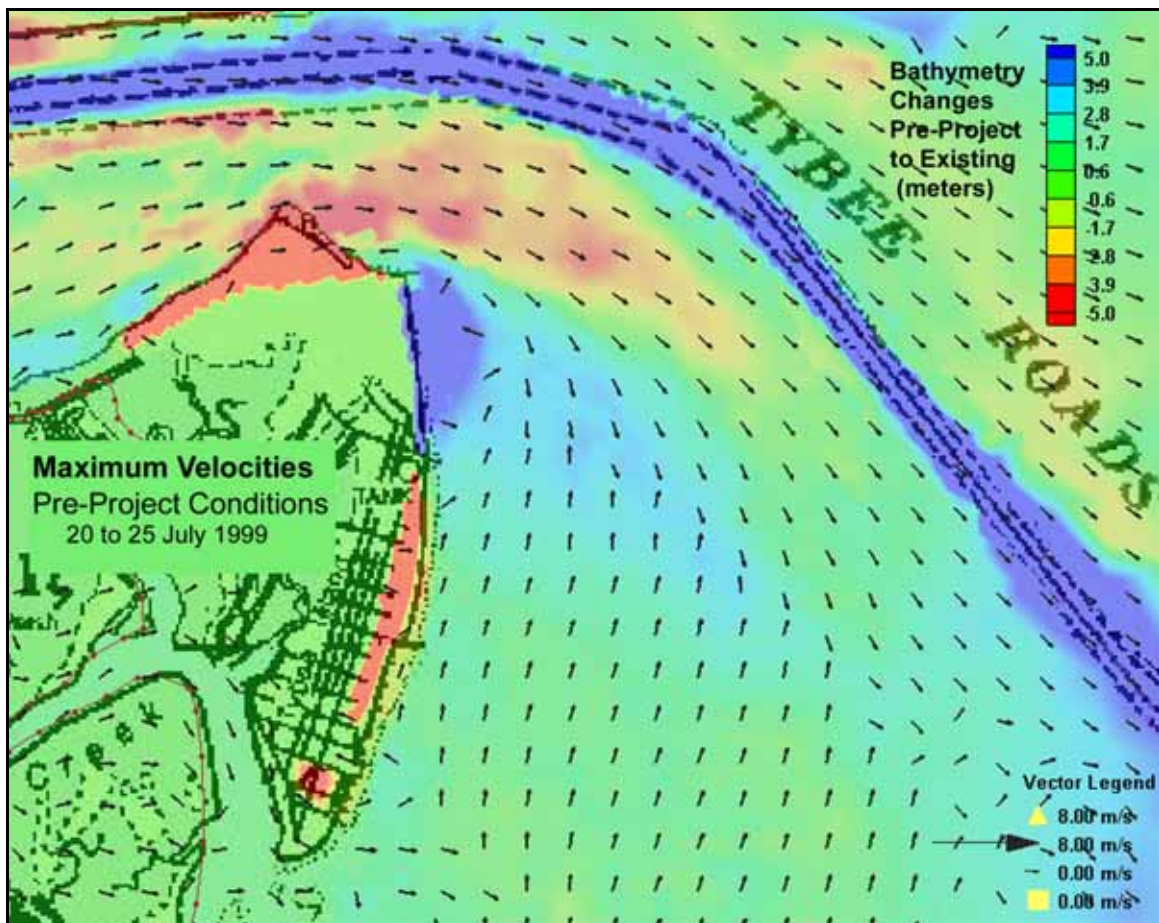 Bathymetry
Changes
Pre-Project
to Existing
(meters)
5.0
3.9
2.8
1.7
0.6
-0.6
-1.7
-2.8
-3.9
-5.0
TYBEE
ROADS
Maximum Velocities
Pre-Project Conditions
20 to 25 July 1999
TANK
Creek
Vector Legend
8.00 m/s
8.00 m/s
0.00 m/s
0.00 m/s